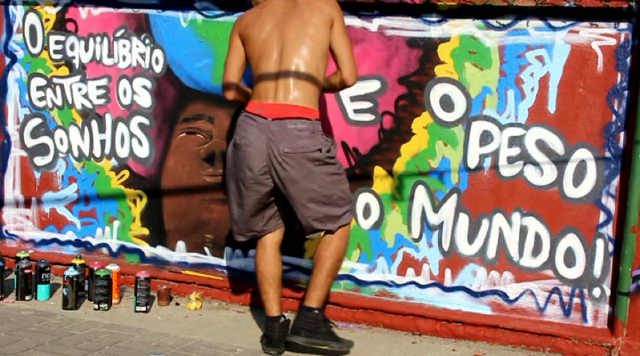 O EQUILÍBRIO
ENTRE OS
SONHOS
E O
PESO
O MUNDO!